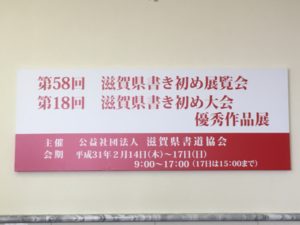 第58回 滋賀県書き初め展覧会
第18回 滋賀県書き初め大会
優秀作品展
主催 公益社団法人 滋賀県書道協会
会期 平成31年2月14日(木)~17日(日)
9:00~17:00 (17日は15:00まで)